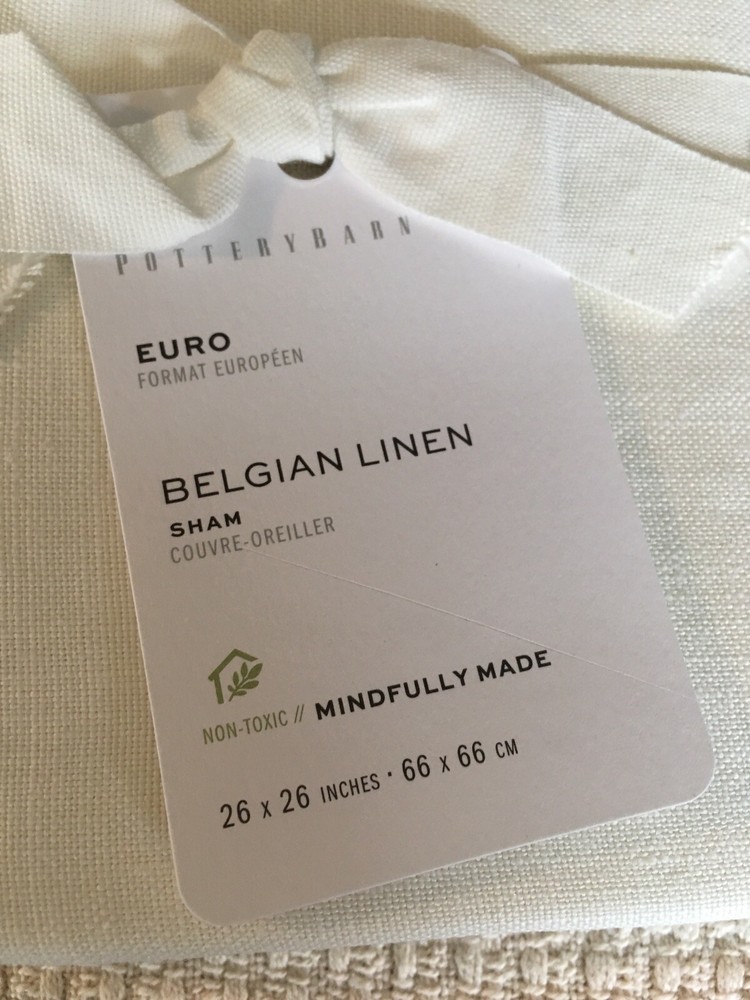 POTTERYBARN
EURO
FORMAT EUROPÉEN
BELGIAN LINEN
SHAM
COUVRE-OREILLER
NON-TOXIC // MINDFULLY MADE
26 X 26 INCHES · 66 X 66 CM